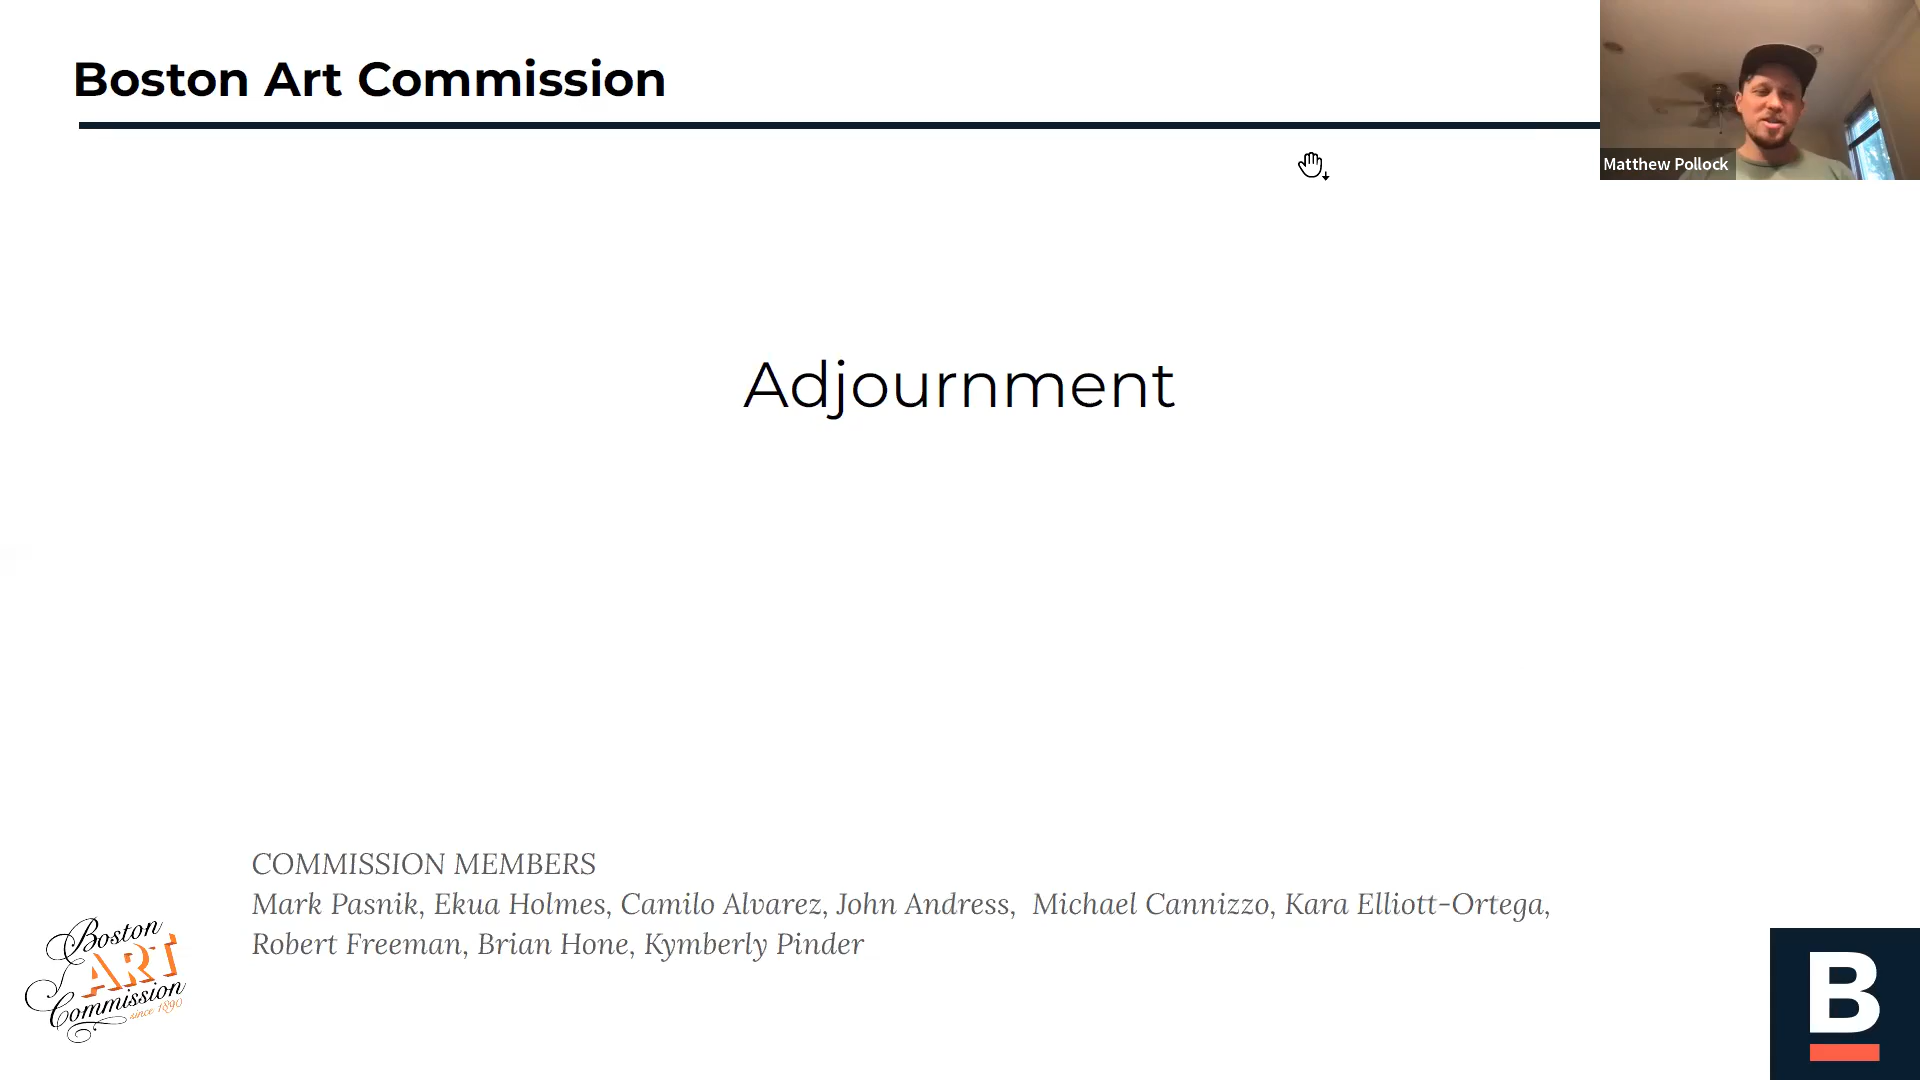 Boston Art Commission
Matthew Pollock
Adjournment
COMMISSION MEMBERS
Mark Pasnik, Ekua Holmes, Camilo Alvarez, John Andress,  Michael Cannizzo, Kara Elliott-Ortega,
Robert Freeman, Brian Hone, Kymberly Pinder
Boston
ART
Commission
since 1890
B